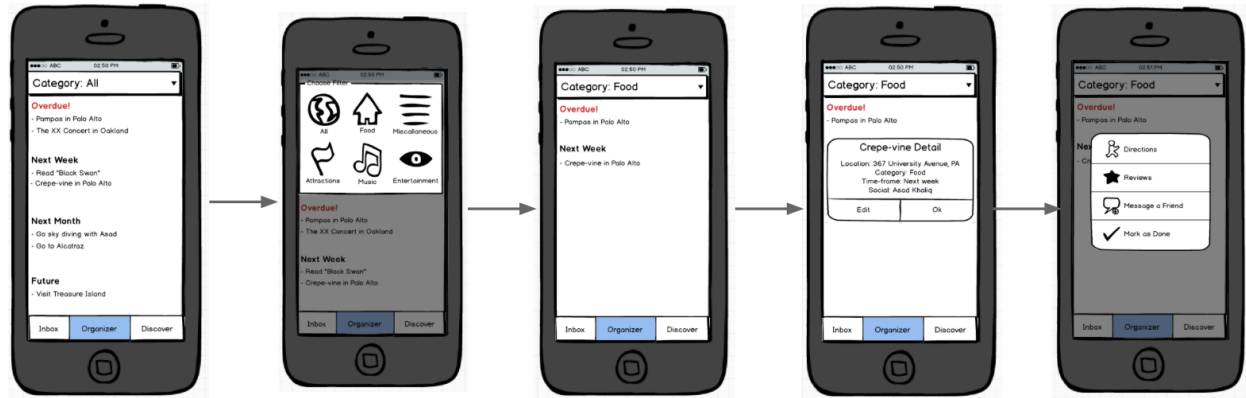 ABC 02:50 PM
Category: All
Overdue!
- Pampas in Palo Alto
- The XX Concert in Oakland
Next Week
- Read "Black Swan"
- Crepe-vine in Palo Alto
Next Month
- Go sky diving with Asad
- Go to Alcatraz
Future
- Visit Treasure Island
Inbox Organizer Discover
ABC 02:50 PM
Choose Filter
All Food Miscallaneous
Attractions Music Entertainment
Overdue!
- Pampas in Palo Alto
- The XX Concert in Oakland
Next Week
- Read "Black Swan"
- Crepe-vine in Palo Alto
Inbox Organizer Discover
ABC 02:50 PM
Category: Food
Overdue!
- Pampas in Palo Alto
Next Week
- Crepe-vine in Palo Alto
Inbox Organizer Discover
ABC 02:50 PM
Category: Food
Overdue!
- Pampas in Palo Alto
Crepe-vine Detail
Location: 367 University Avenue, PA
Category: Food
Time-frame: Next week
Social: Asad Khaliq
Edit Ok
Inbox Organizer Discover
ABC 02:51 PM
Category: Food
Overdue!
- Pampas in Palo Alto
Directions
Reviews
Message a Friend
Mark as Done
Inbox Organizer Discover